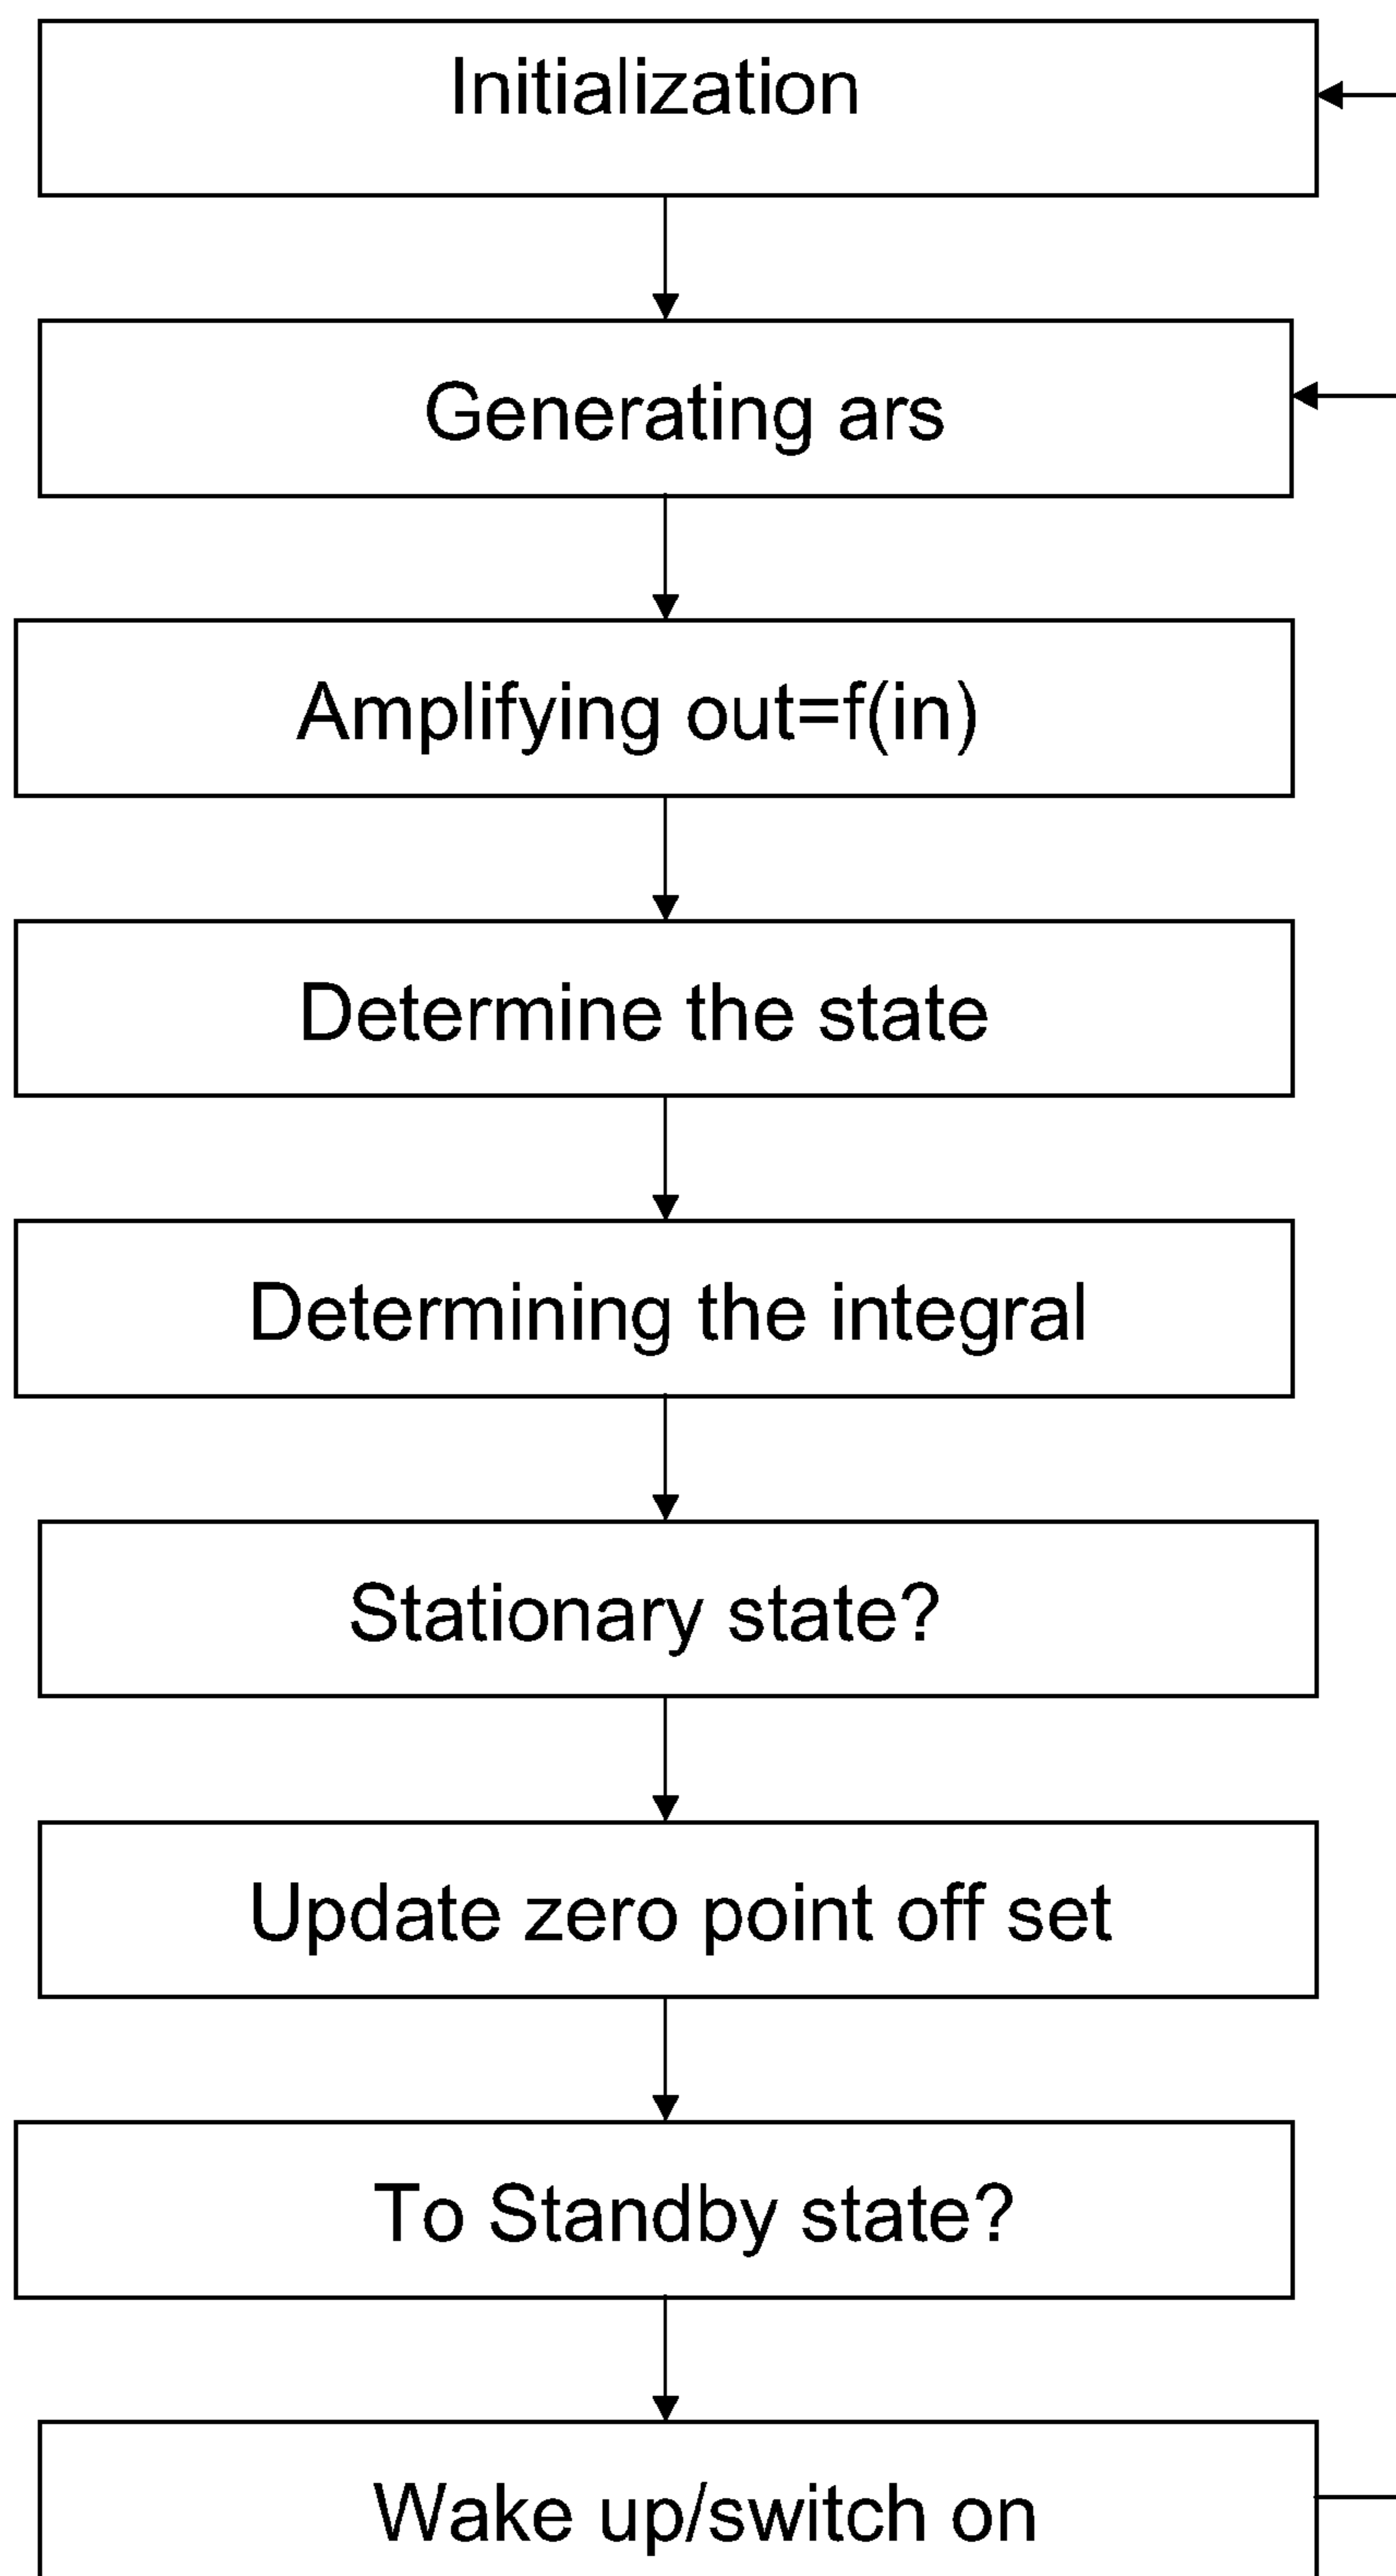 Initialization
Generating ars
Amplifying out=f(in)
Determine the state
Determining the integral
Stationary state?
Update zero point off set
To Standby state?
Wake up/switch on